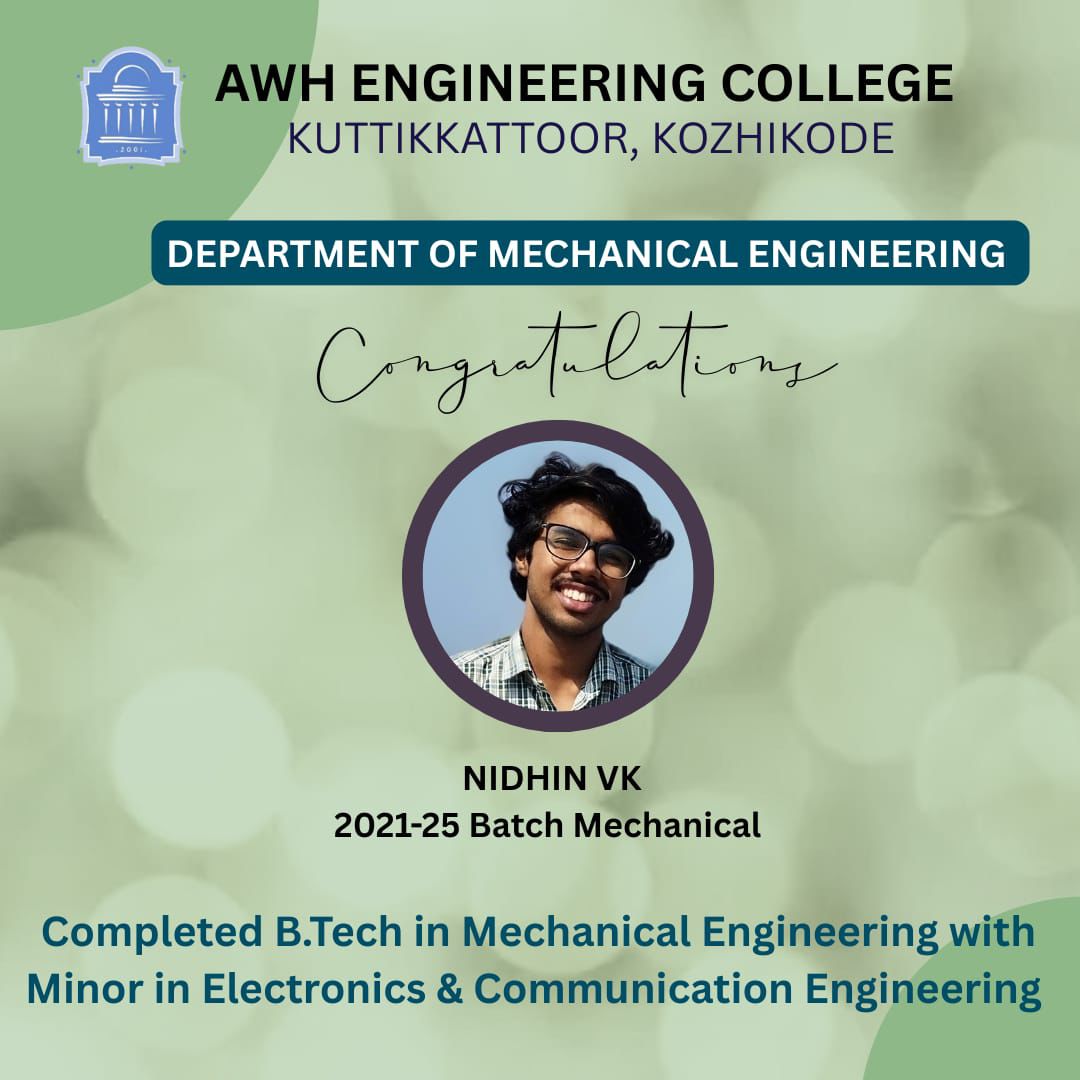 .2001.
AWH ENGINEERING COLLEGE
KUTTIKKATTOOR, KOZHIKODE
DEPARTMENT OF MECHANICAL ENGINEERING
Congratulations
NIDHIN VK
2021-25 Batch Mechanical
Completed B.Tech in Mechanical Engineering with
Minor in Electronics & Communication Engineering